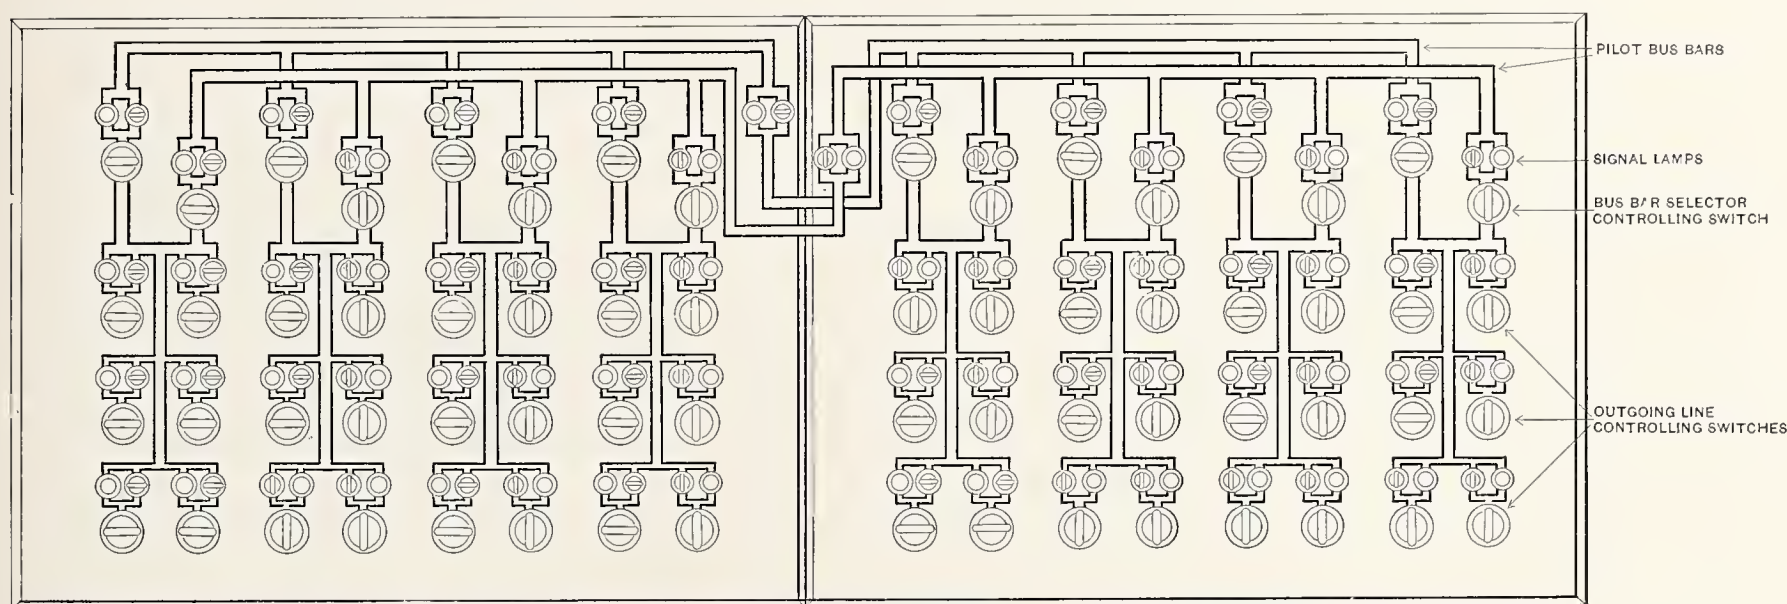 PILOT BUS BARS
SIGNAL LAMPS
BUS BAR SELECTOR
CONTROLLING SWITCH
OUTGOING LINE
CONTROLLING SWITCHES